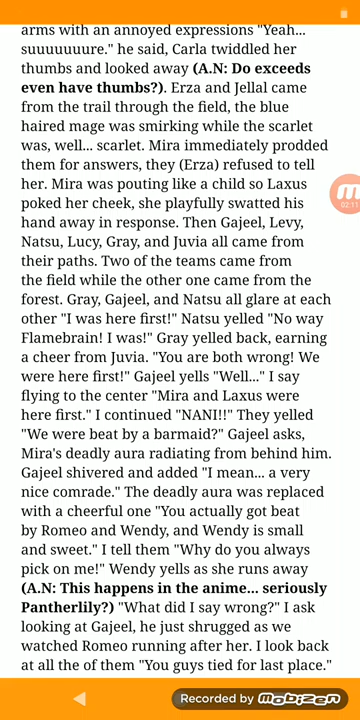 arms with an annoyed expressions "Yeah...
suuuuuuure." he said, Carla twiddled her
thumbs and looked away (A.N: Do exceeds
even have thumbs?). Erza and Jellal came
from the trail through the field, the blue
haired mage was smirking while the scarlet
was, well... scarlet. Mira immediately prodded
them for answers, they (Erza) refused to tell
her. Mira was pouting like a child so Laxus
poked her cheek, she playfully swatted his
hand away in response. Then Gajeel, Levy,
Natsu, Lucy, Gray, and Juvia all came from
their paths. Two of the teams came from
the field while the other one came from the
forest. Gray, Gajeel, and Natsu all glare at each
other "I was here first!" Natsu yelled "No way
Flamebrain! I was!" Gray yelled back, earning
a cheer from Juvia. "You are both wrong! We
were here first!" Gajeel yells "Well..." I say
flying to the center "Mira and Laxus were
here first." I continued "NANI!!" They yelled
"We were beat by a barmaid?" Gajeel asks,
Mira's deadly aura radiating from behind him.
Gajeel shivered and added "I mean... a very
nice comrade." The deadly aura was replaced
with a cheerful one "You actually got beat
by Romeo and Wendy, and Wendy is small
and sweet." I tell them "Why do you always
pick on me!" Wendy yells as she runs away
(A.N: This happens in the anime... seriously
Pantherlily?) "What did I say wrong?" I ask
looking at Gajeel, he just shrugged as we
watched Romeo running after her. I look back
at all the of them "You guys tied for last place."
02:11
Recorded by mobizen